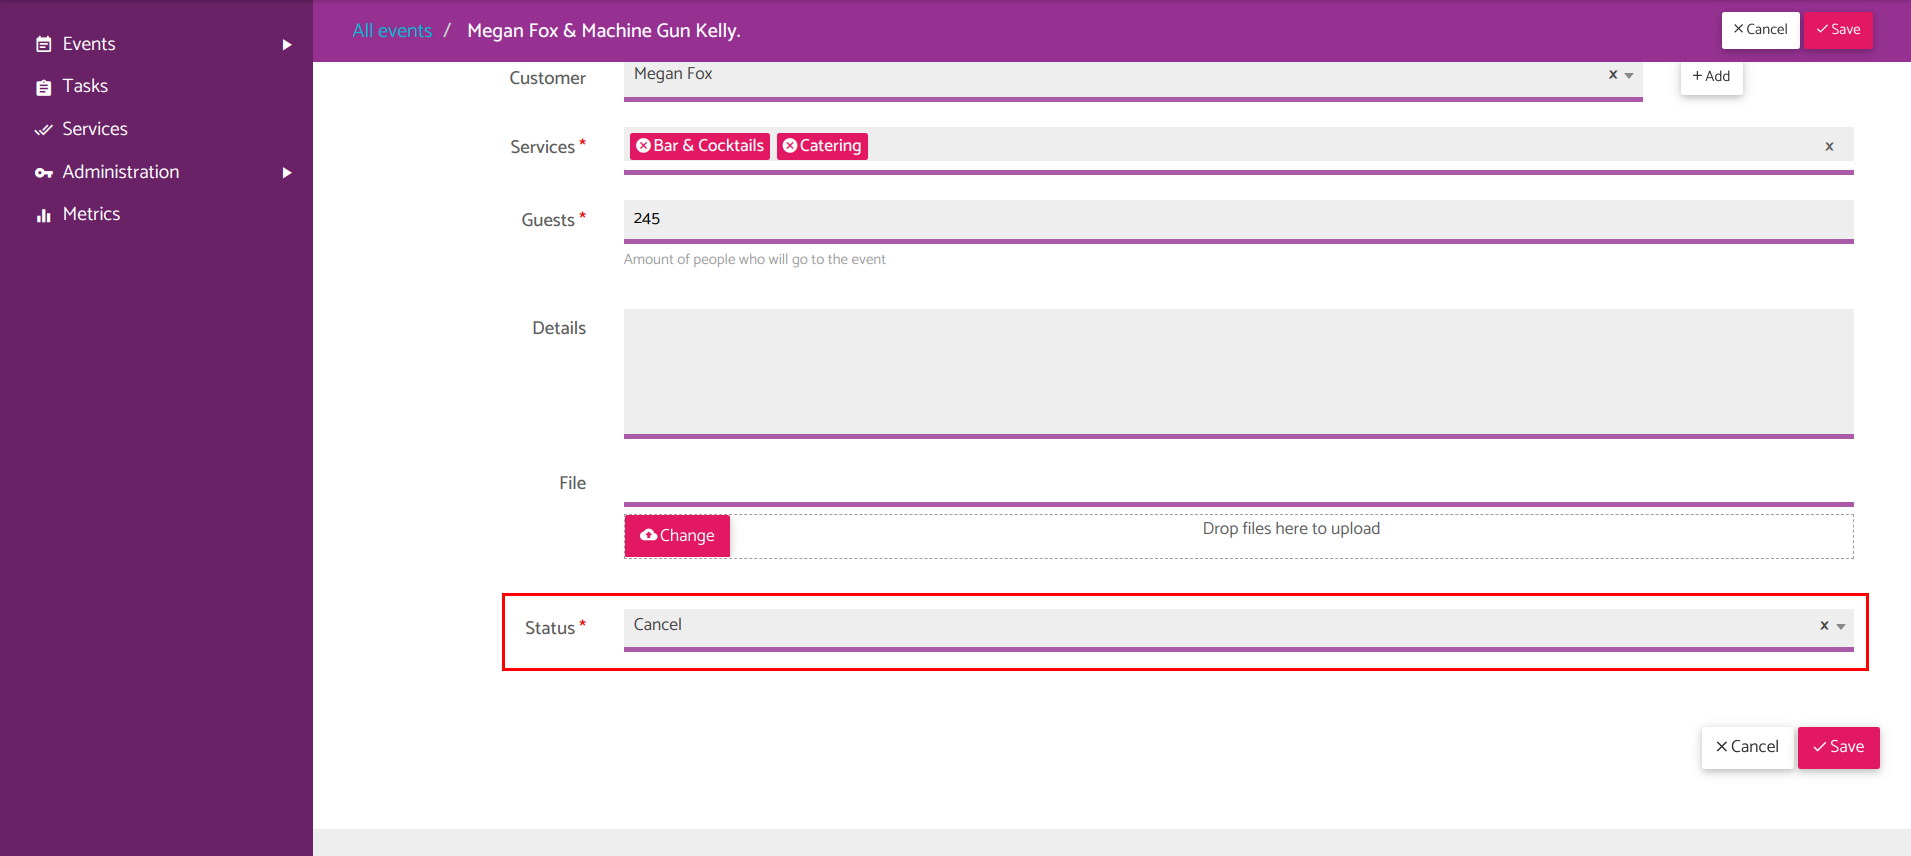 Events
Tasks
Services
Administration
Metrics
All events / Megan Fox & Machine Gun Kelly.
Cancel
Save
Customer
Megan Fox
x
+ Add
Services *
Bar & Cocktails
Catering
x
Guests *
245
Amount of people who will go to the event
Details
File
Change
Drop files here to upload
Status *
Cancel
x
Cancel
Save